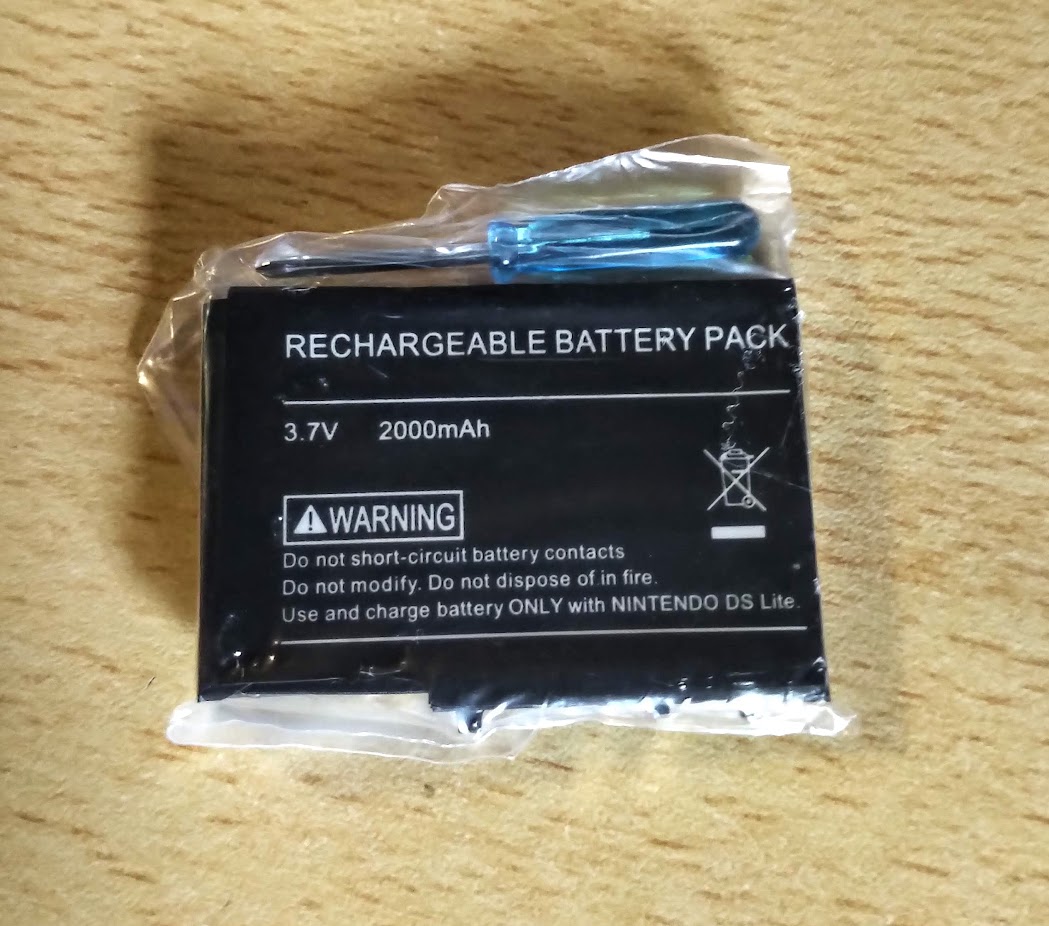 RECHARGEABLE BATTERY PACK
3.7V 2000mAh
WARNING
Do not short-circuit battery contacts
Do not modify. Do not dispose of in fire.
Use and charge battery ONLY with NINTENDO DS Lite.